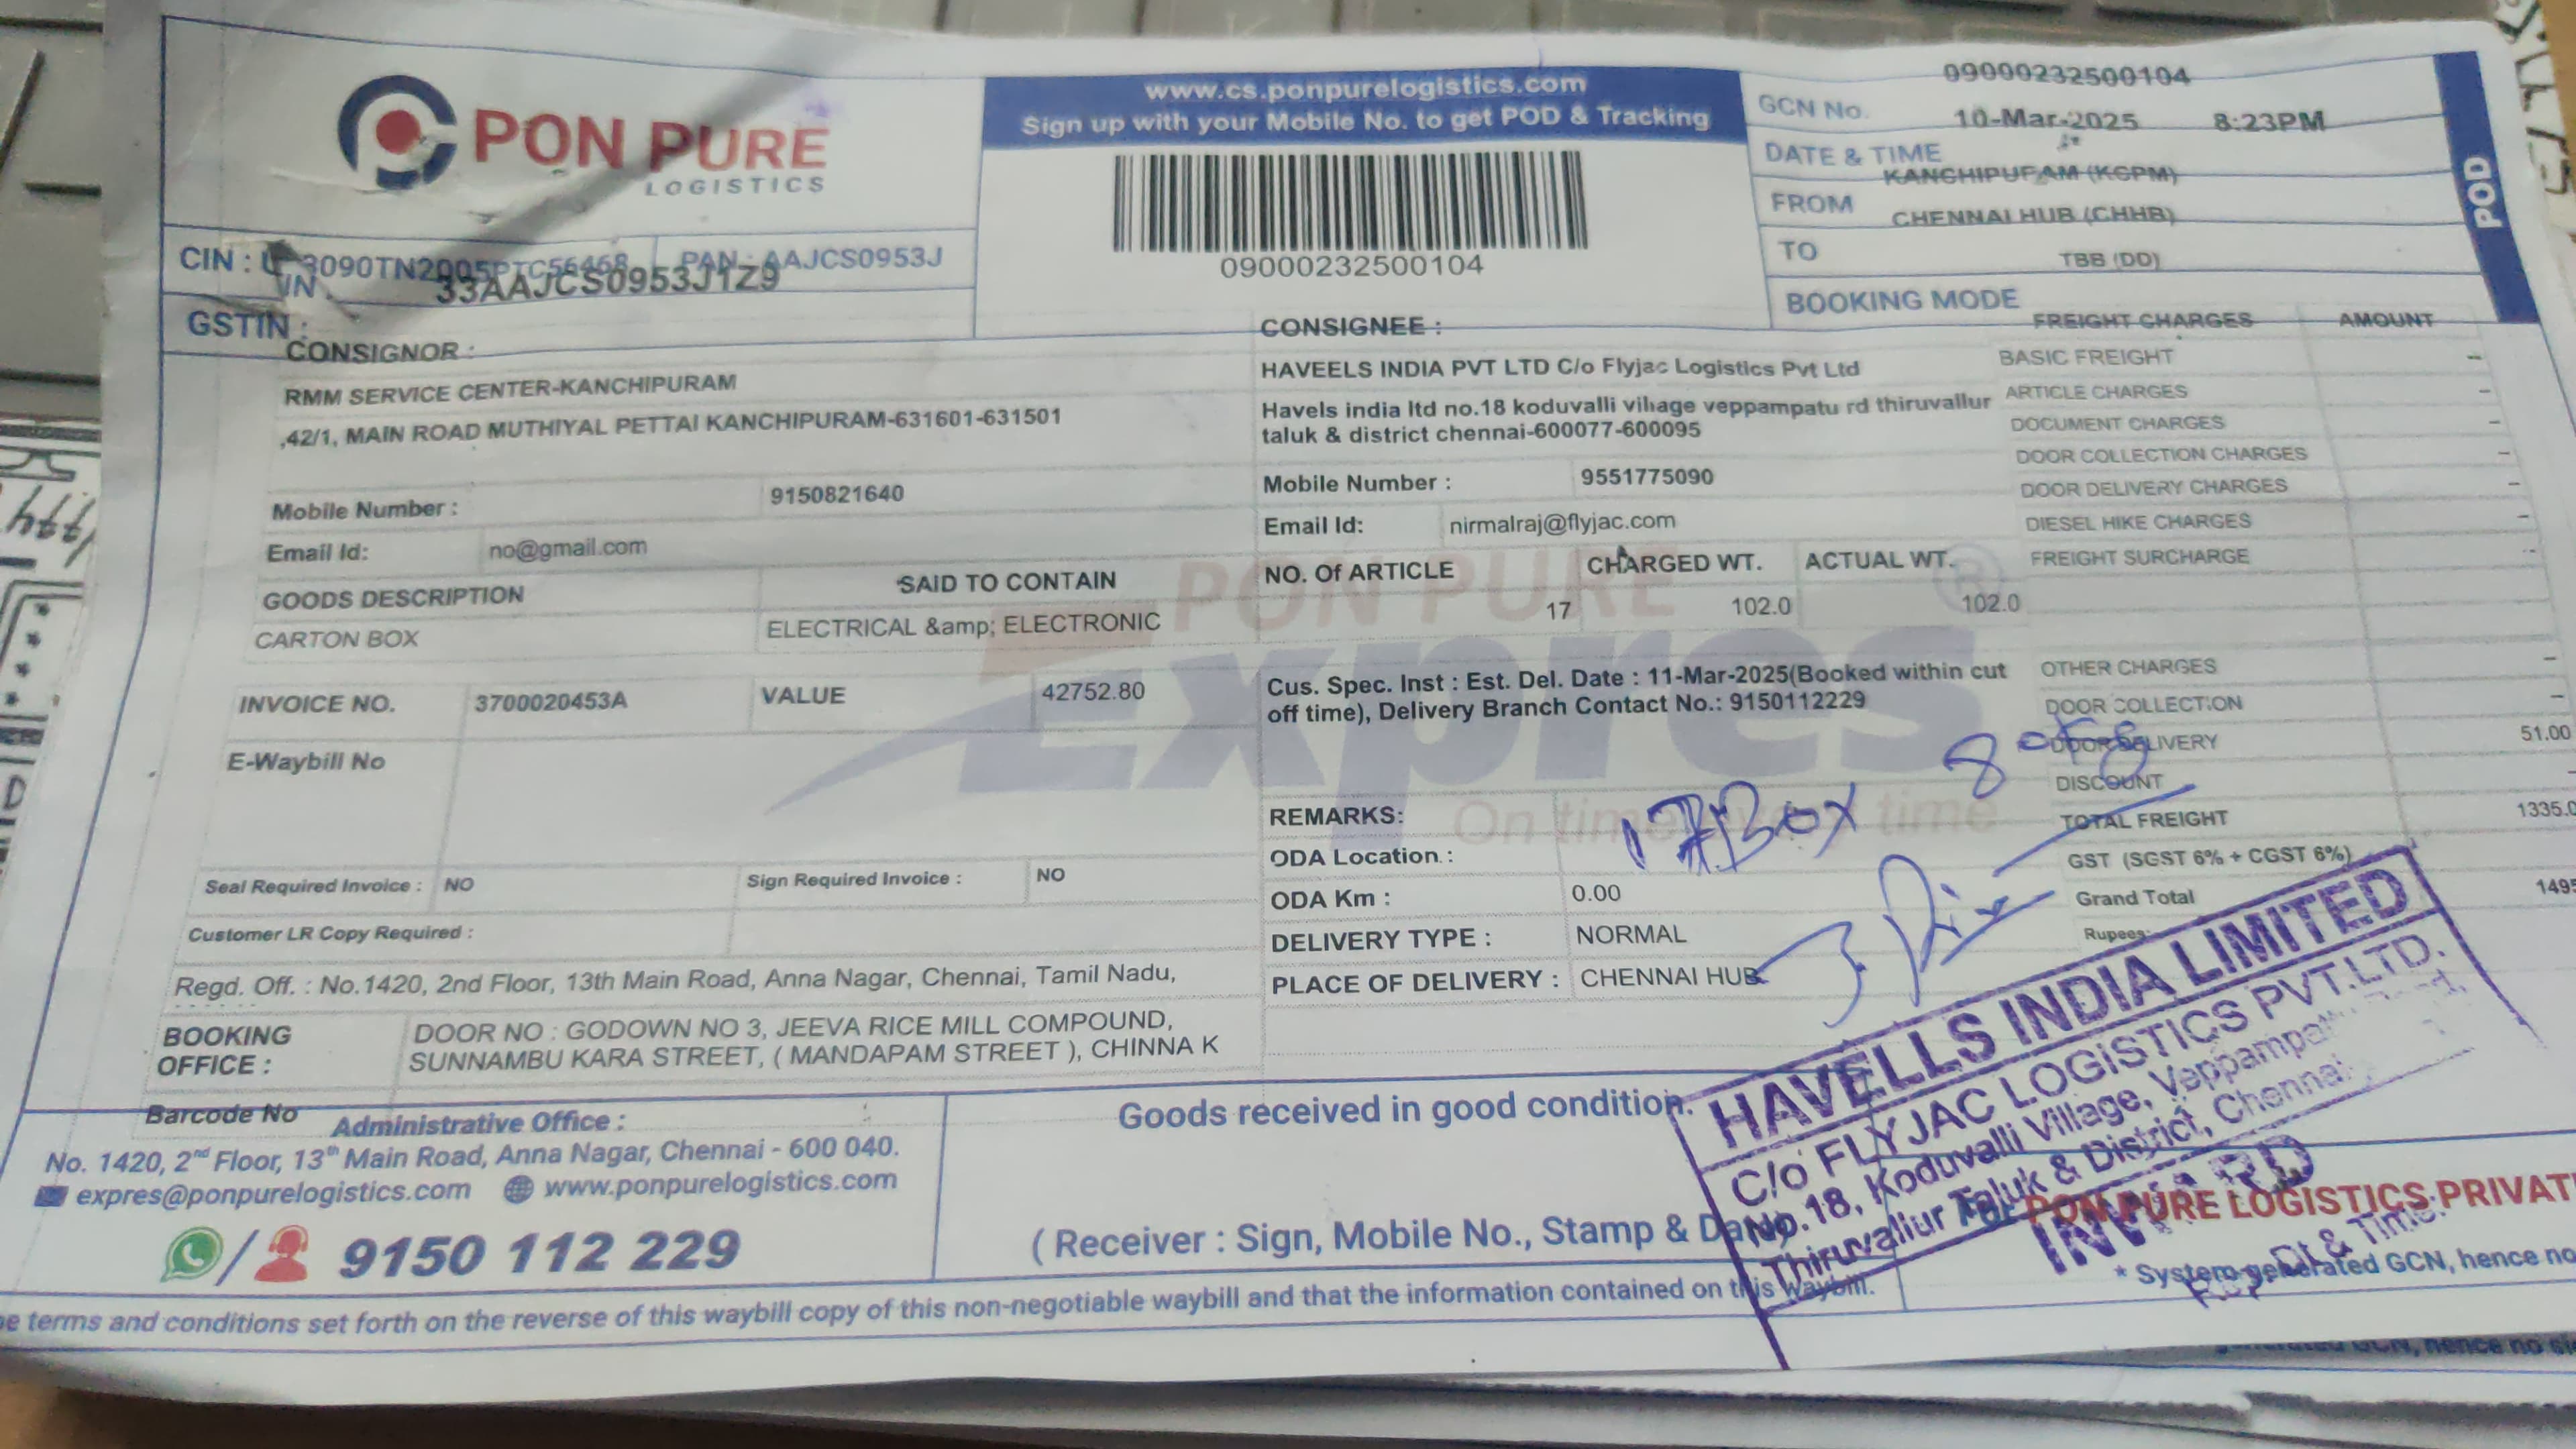 PON PURE
LOGISTICS
www.cs.ponpurelogistics.com
Sign up with your Mobile No. to get POD & Tracking
09000232500104
GCN No. 09000232500104
DATE & TIME 10-Mar-2025 8:23PM
FROM KANCHIPURAM (KCPM)
TO CHENNAI HUB (CHHB)
BOOKING MODE TBB (DD)
POD
CIN : 3090TN2005PTC56468 PAN : AAJCS0953J
GSTIN : 33AAJCS0953J1Z9
CONSIGNOR :
RMM SERVICE CENTER-KANCHIPURAM
,42/1, MAIN ROAD MUTHIYAL PETTAI KANCHIPURAM-631601-631501
Mobile Number : 9150821640
Email Id: no@gmail.com
GOODS DESCRIPTION SAID TO CONTAIN
CARTON BOX ELECTRICAL &amp; ELECTRONIC
INVOICE NO. 3700020453A VALUE 42752.80
E-Waybill No
Seal Required Invoice : NO Sign Required Invoice : NO
Customer LR Copy Required :
Regd. Off. : No.1420, 2nd Floor, 13th Main Road, Anna Nagar, Chennai, Tamil Nadu,
BOOKING OFFICE : DOOR NO : GODOWN NO 3, JEEVA RICE MILL COMPOUND,
SUNNAMBU KARA STREET, ( MANDAPAM STREET ), CHINNA K
Barcode No
CONSIGNEE :
HAVEELS INDIA PVT LTD C/o Flyjac Logistics Pvt Ltd
Havels india ltd no.18 koduvalli village veppampatu rd thiruvallur
taluk & district chennai-600077-600095
Mobile Number : 9551775090
Email Id: nirmalraj@flyjac.com
NO. Of ARTICLE CHARGED WT. ACTUAL WT.
17 102.0 102.0
PON PURE
Expres
On time time
Cus. Spec. Inst : Est. Del. Date : 11-Mar-2025(Booked within cut
off time), Delivery Branch Contact No.: 9150112229
REMARKS:
17 Box
ODA Location :
ODA Km : 0.00
DELIVERY TYPE : NORMAL
PLACE OF DELIVERY : CHENNAI HUB
FREIGHT CHARGES AMOUNT
BASIC FREIGHT –
ARTICLE CHARGES –
DOCUMENT CHARGES –
DOOR COLLECTION CHARGES –
DOOR DELIVERY CHARGES –
DIESEL HIKE CHARGES –
FREIGHT SURCHARGE
OTHER CHARGES –
DOOR COLLECTION –
DOOR DELIVERY 51.00
DISCOUNT –
TOTAL FREIGHT 1335.0
GST (SGST 6% + CGST 6%)
Grand Total 1495
Rupees:
Administrative Office :
No. 1420, 2nd Floor, 13th Main Road, Anna Nagar, Chennai - 600 040.
expres@ponpurelogistics.com www.ponpurelogistics.com
9150 112 229
Goods received in good condition.
( Receiver : Sign, Mobile No., Stamp &
HAVELLS INDIA LIMITED
C/o FLYJAC LOGISTICS PVT.LTD.
No.18, Koduvalli Village,
Thiruvallur Taluk & District, Chennai
INWARD
Dt & Time
For PON PURE LOGISTICS PRIVAT
* System generated GCN, hence no
e terms and conditions set forth on the reverse of this waybill copy of this non-negotiable waybill and that the information contained on this Waybill.